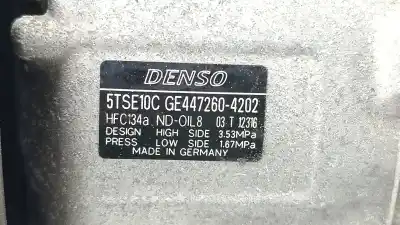 DENSO
5TSE10C GE447260-4202
HFC134a ND-OIL8 03 T 12316
DESIGN HIGH SIDE 3.53MPa
PRESS LOW SIDE 1.67MPa
MADE IN GERMANY